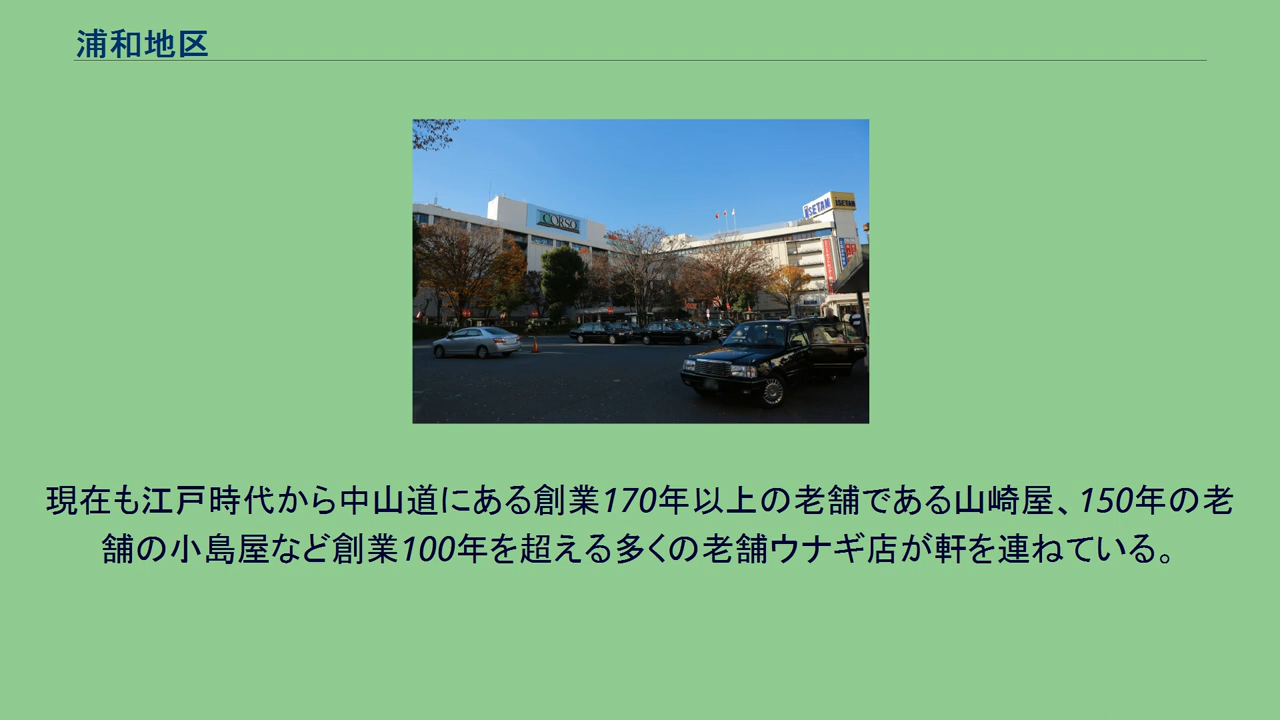 浦和地区
CORSO
ISETAN
ISETAN
現在も江戸時代から中山道にある創業170年以上の老舗である山崎屋、150年の老
舗の小島屋など創業100年を超える多くの老舗ウナギ店が軒を連ねている。